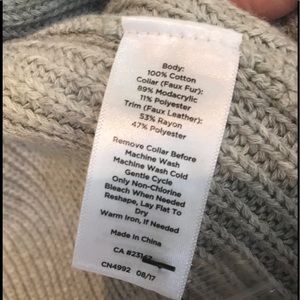 Body:
100% Cotton
Collar (Faux Fur):
89% Modacrylic
11% Polyester
Trim (Faux Leather):
53% Rayon
47% Polyester
Remove Collar Before
Machine Wash
Machine Wash Cold
Gentle Cycle
Only Non-Chlorine
Bleach When Needed
Reshape, Lay Flat To
Dry
Warm Iron, If Needed
Made in China
CA
CN4992 08/17